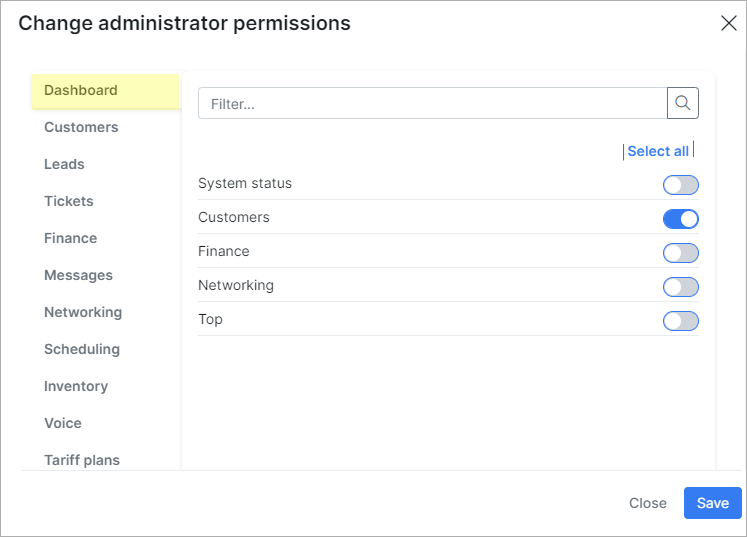 Change administrator permissions
Dashboard
Customers
Leads
Tickets
Finance
Messages
Networking
Scheduling
Inventory
Voice
Tariff plans
Filter...
Select all
System status
Customers
Finance
Networking
Top
Close
Save